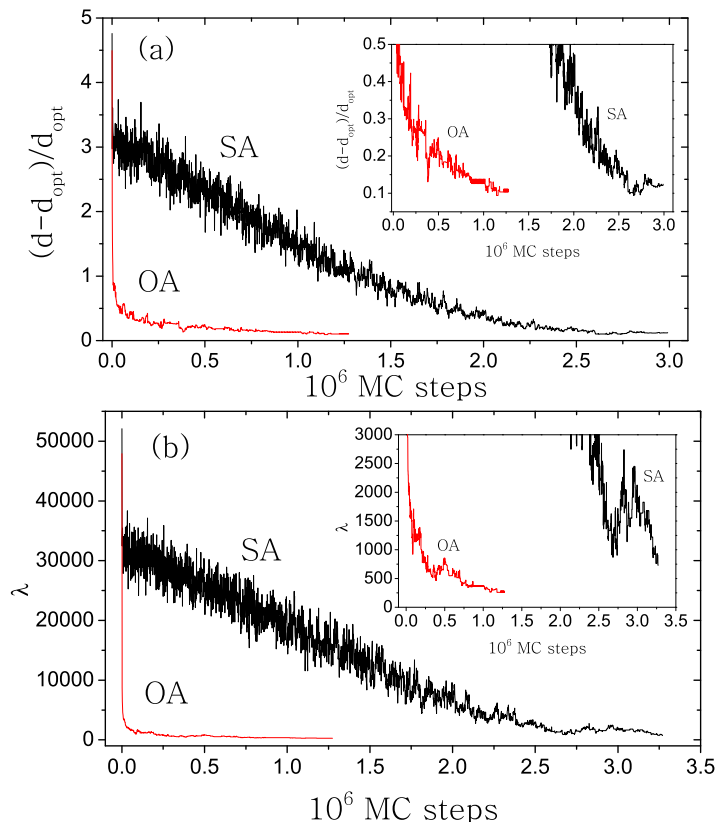 (a)
5
4
3
2
1
0
(d-d_opt)/d_opt
SA
OA
0.0 0.5 1.0 1.5 2.0 2.5 3.0
10^6 MC steps
0.5
0.4
0.3
0.2
0.1
(d-d_opt)/d_opt
OA
SA
0.0 0.5 1.0 1.5 2.0 2.5 3.0
10^6 MC steps
(b)
50000
40000
30000
20000
10000
0
λ
SA
OA
0.0 0.5 1.0 1.5 2.0 2.5 3.0 3.5
10^6 MC steps
3000
2500
2000
1500
1000
500
0
λ
SA
OA
0.0 0.5 1.0 1.5 2.0 2.5 3.0 3.5
10^6 MC steps